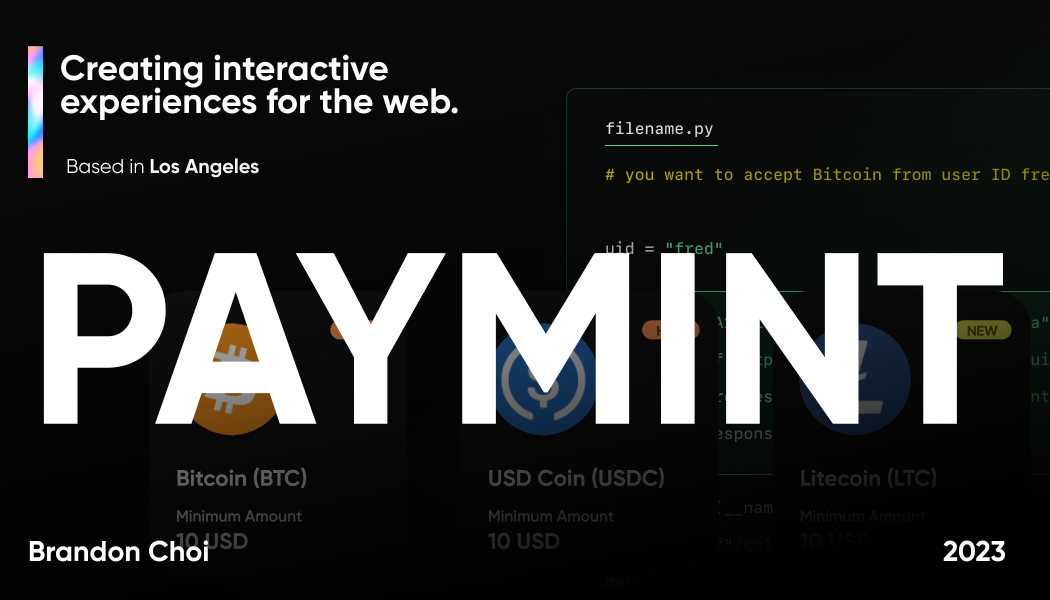 Creating interactive
experiences for the web.
Based in Los Angeles
filename.py
# you want to accept Bitcoin from user ID fre
uid = "fred"
PAYMINT
NEW
Bitcoin (BTC)
Minimum Amount
10 USD
USD Coin (USDC)
Minimum Amount
10 USD
Litecoin (LTC)
Minimum Amount
10 USD
Brandon Choi
2023